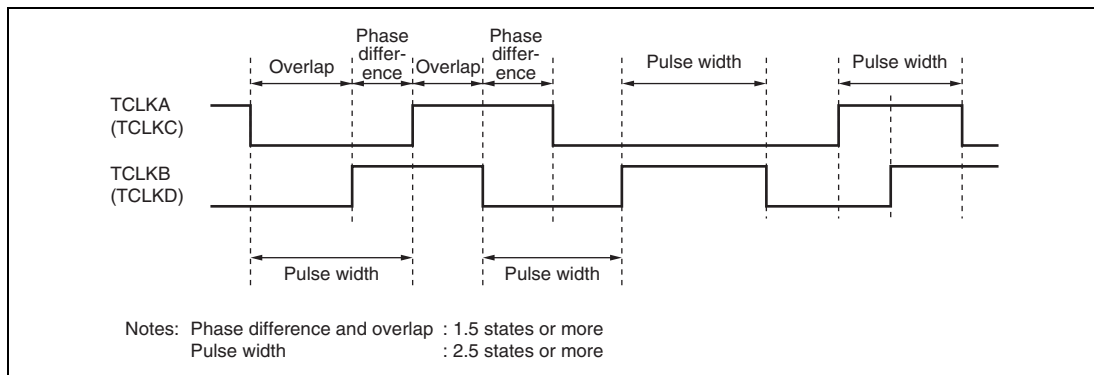 Overlap
Phase
differ-
ence
Overlap
Phase
differ-
ence
Pulse width
Pulse width
TCLKA
(TCLKC)
TCLKB
(TCLKD)
Pulse width
Pulse width
Notes: Phase difference and overlap : 1.5 states or more
Pulse width : 2.5 states or more